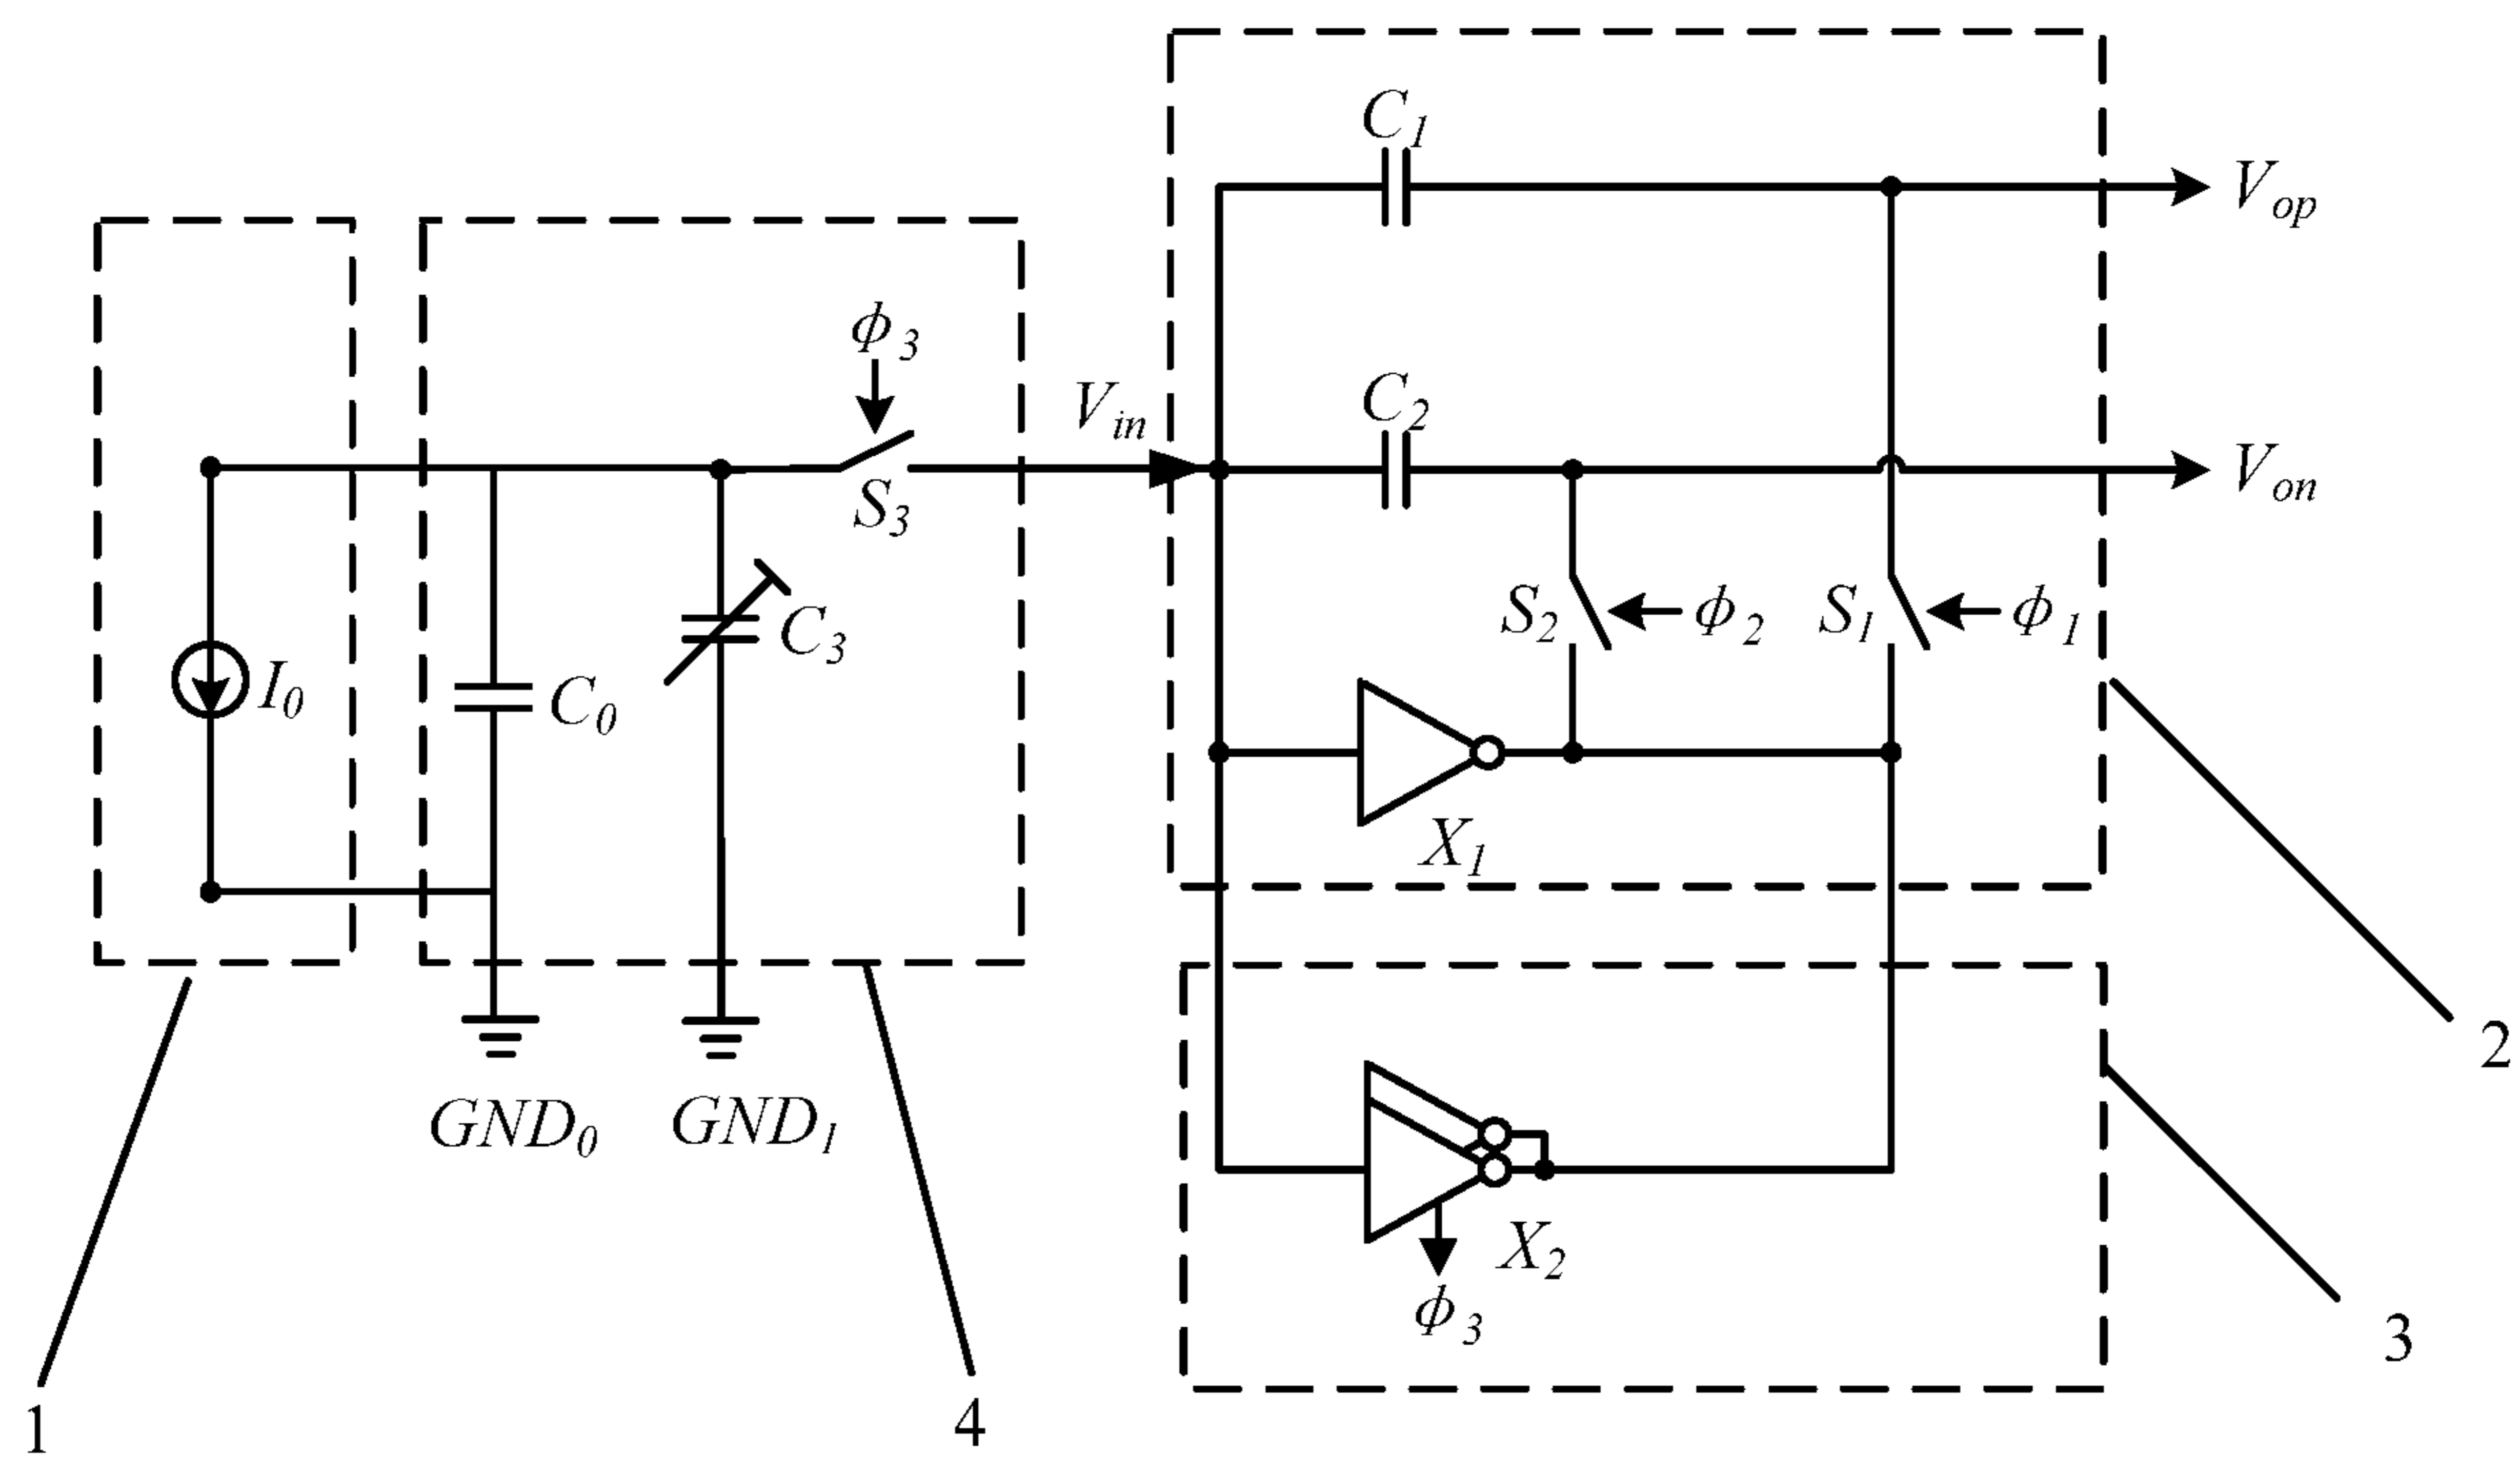 C1
Vop
ϕ3
Vin
C2
S3
Von
C3
S2
ϕ2
S1
ϕ1
I0
C0
X1
2
GND0
GND1
X2
ϕ3
3
1
4